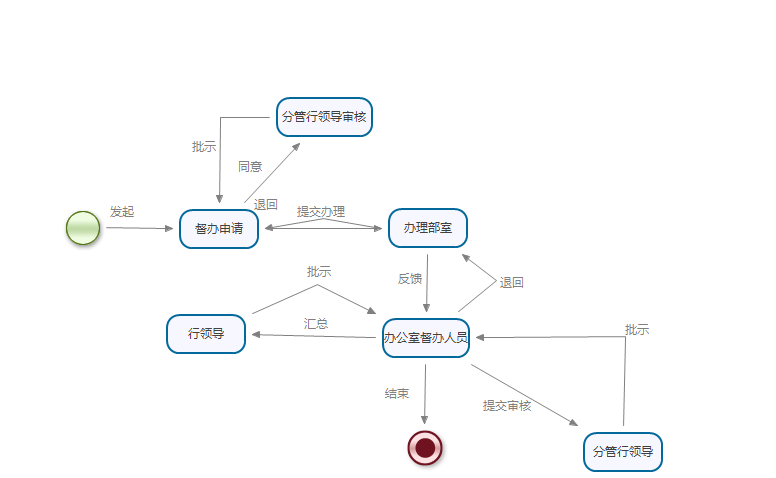 分管行领导审核
批示
同意
退回
发起
提交办理
督办申请
办理部室
批示
反馈
退回
汇总
行领导
办公室督办人员
批示
结束
提交审核
分管行领导